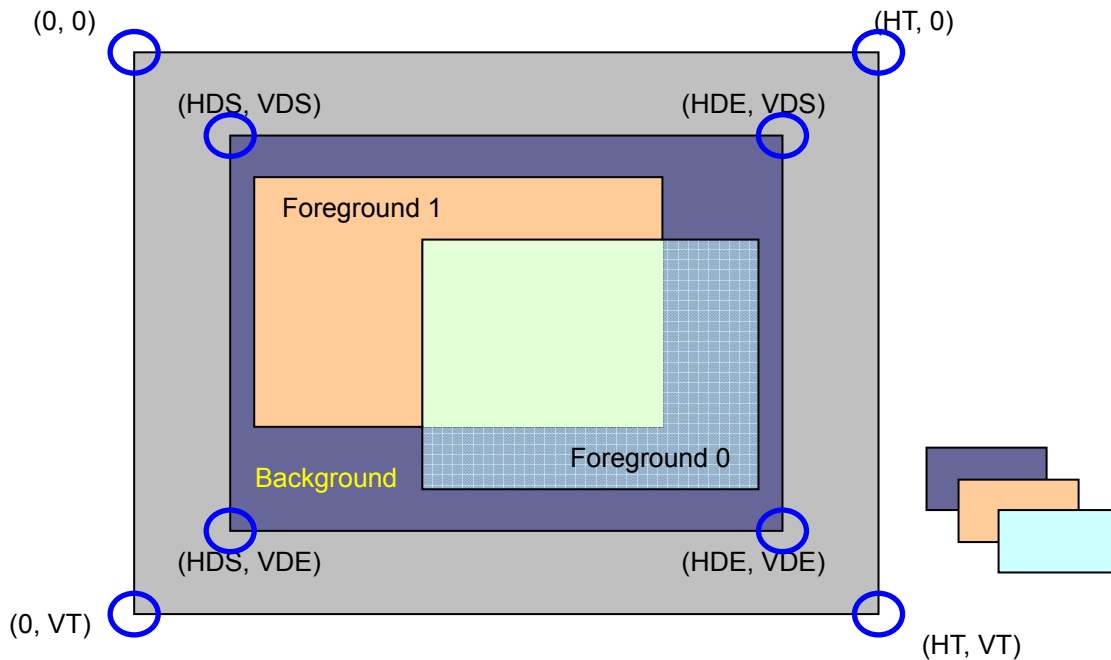 (0, 0)
(HT, 0)
(HDS, VDS)
(HDE, VDS)
Foreground 1
Foreground 0
Background
(HDS, VDE)
(HDE, VDE)
(0, VT)
(HT, VT)